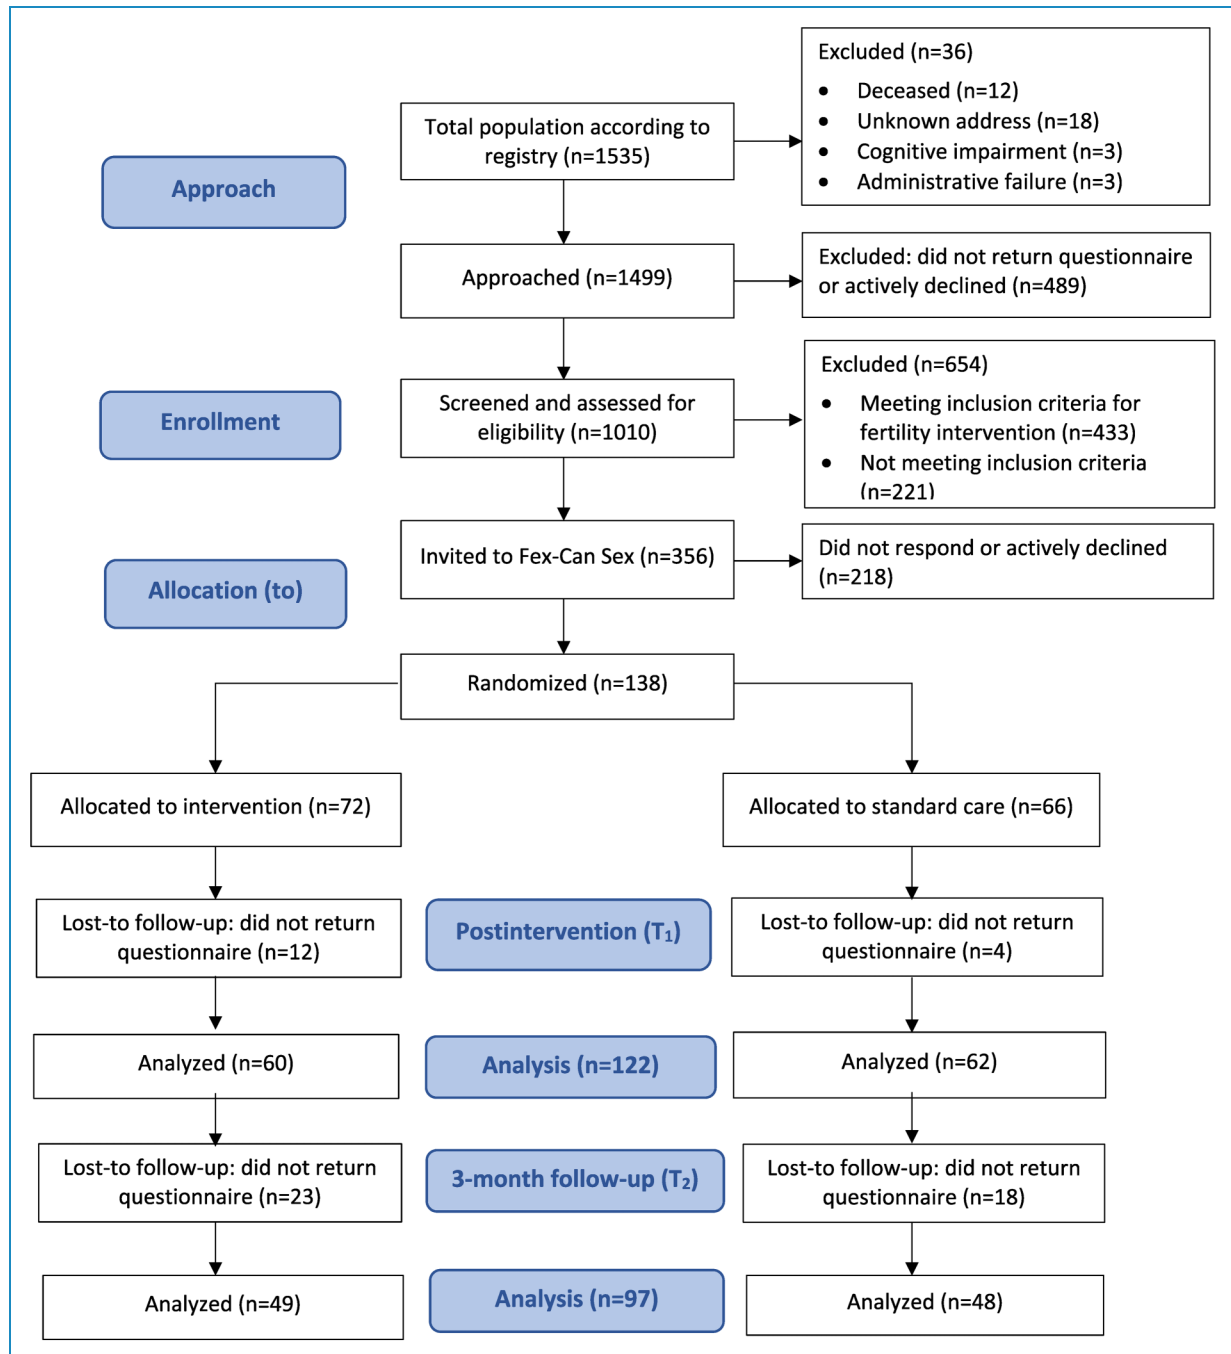 Excluded (n=36)
• Deceased (n=12)
• Unknown address (n=18)
• Cognitive impairment (n=3)
• Administrative failure (n=3)
Total population according to
registry (n=1535)
Approach
Approached (n=1499)
Excluded: did not return questionnaire
or actively declined (n=489)
Excluded (n=654)
• Meeting inclusion criteria for
fertility intervention (n=433)
• Not meeting inclusion criteria
(n=221)
Screened and assessed for
eligibility (n=1010)
Enrollment
Invited to Fex-Can Sex (n=356)
Did not respond or actively declined
(n=218)
Allocation (to)
Randomized (n=138)
Allocated to intervention (n=72)
Allocated to standard care (n=66)
Lost-to follow-up: did not return
questionnaire (n=12)
Postintervention (T₁)
Lost-to follow-up: did not return
questionnaire (n=4)
Analyzed (n=60)
Analysis (n=122)
Analyzed (n=62)
Lost-to follow-up: did not return
questionnaire (n=23)
3-month follow-up (T₂)
Lost-to follow-up: did not return
questionnaire (n=18)
Analyzed (n=49)
Analysis (n=97)
Analyzed (n=48)